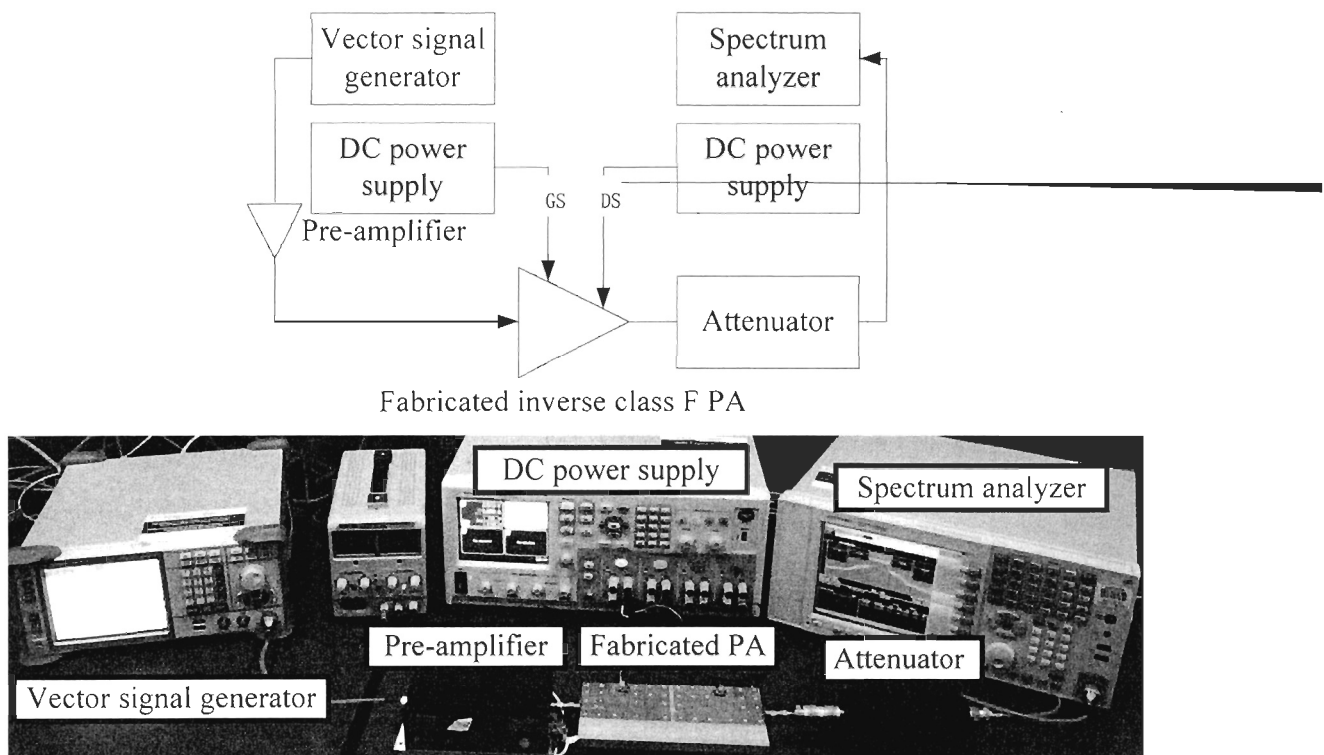 Vector signal
generator
Spectrum
analyzer
DC power
supply
DC power
supply
GS
DS
Pre-amplifier
Attenuator
Fabricated inverse class F PA
DC power supply
Spectrum analyzer
Pre-amplifier
Fabricated PA
Attenuator
Vector signal generator